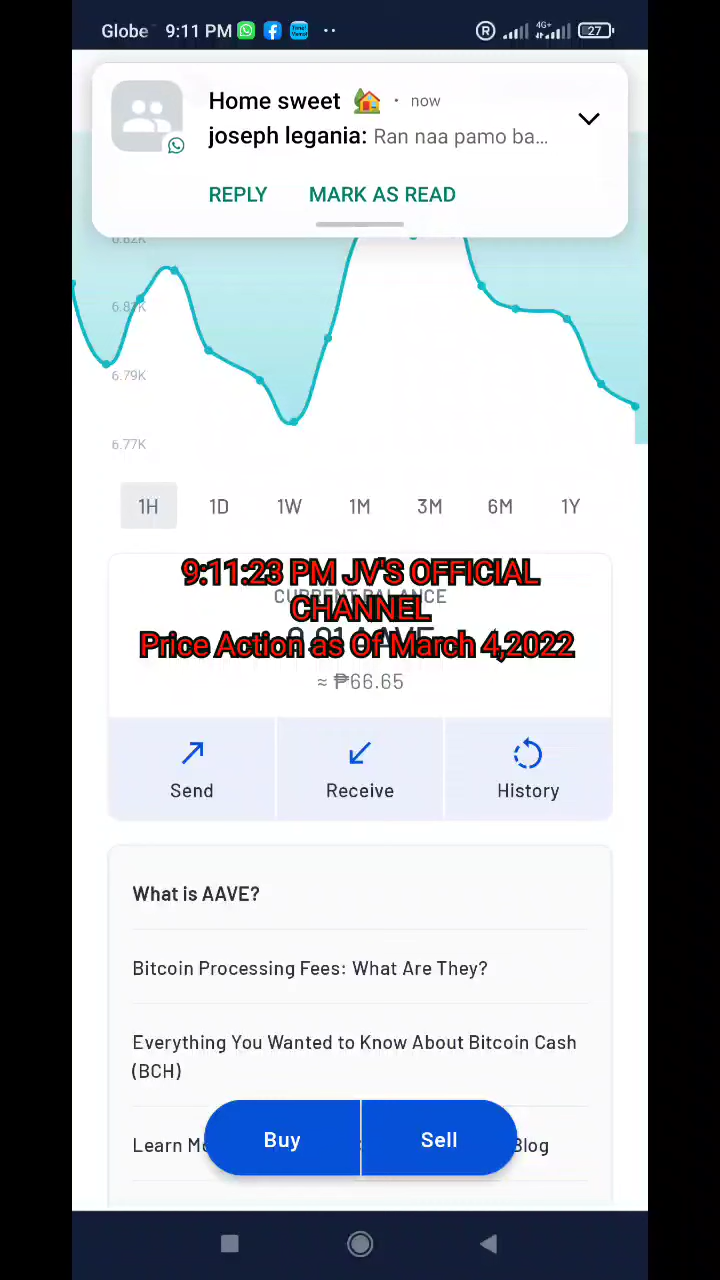 Globe 9:11 PM 4G+ 27
Home sweet 🏡 · now
joseph legania: Ran naa pamo ba...
REPLY MARK AS READ
6.82K
6.79K
6.77K
1H 1D 1W 1M 3M 6M 1Y
9:11:23 PM JV'S OFFICIAL
CURRENT BALANCE
CHANNEL
Price Action as Of March 4,2022
≈ ₱66.65
Send Receive History
What is AAVE?
Bitcoin Processing Fees: What Are They?
Everything You Wanted to Know About Bitcoin Cash
(BCH)
Learn
Buy Sell
Blog